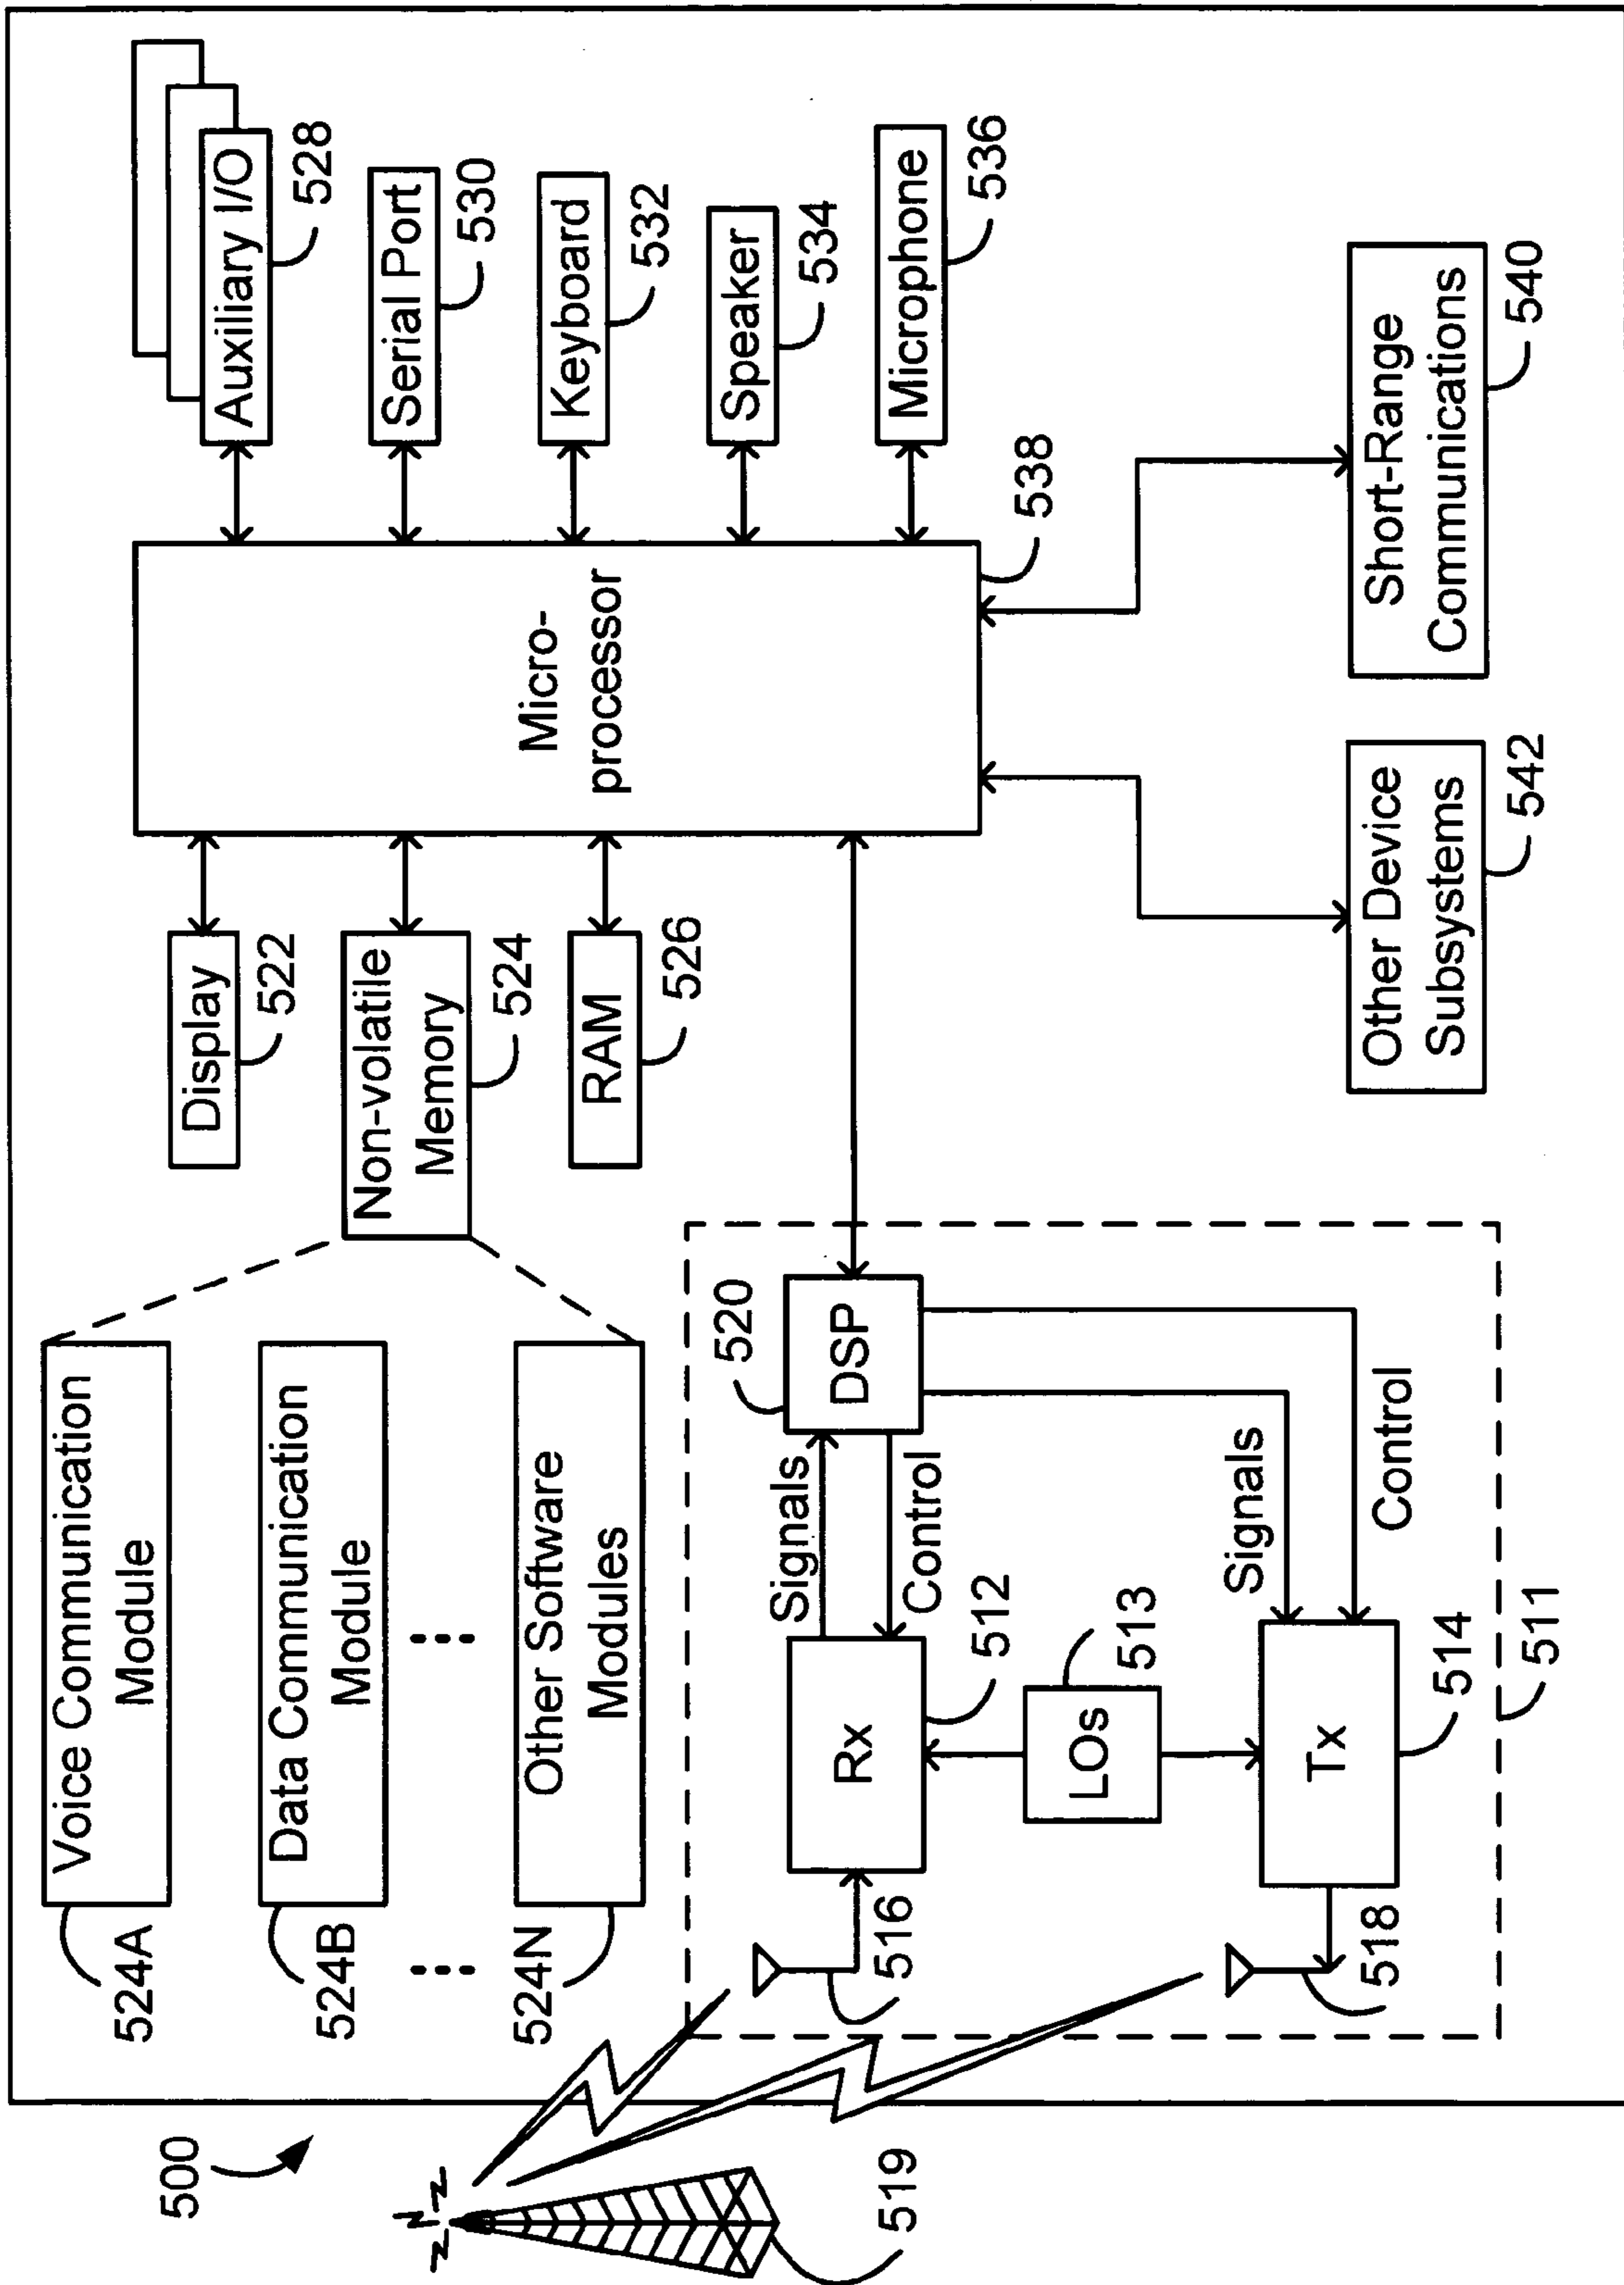 500
519
Voice Communication
Module
524A
Data Communication
Module
524B
Other Software
Modules
524N
Display
522
Non-volatile
Memory
524
RAM
526
Micro-
processor
538
Auxiliary I/O
528
Serial Port
530
Keyboard
532
Speaker
534
Microphone
536
Short-Range
Communications
540
Other Device
Subsystems
542
DSP
520
Signals
Control
Rx
512
516
LOs
513
Signals
Control
Tx
514
518
511